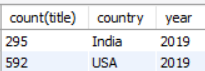 count(title) country year
295 India 2019
592 USA 2019